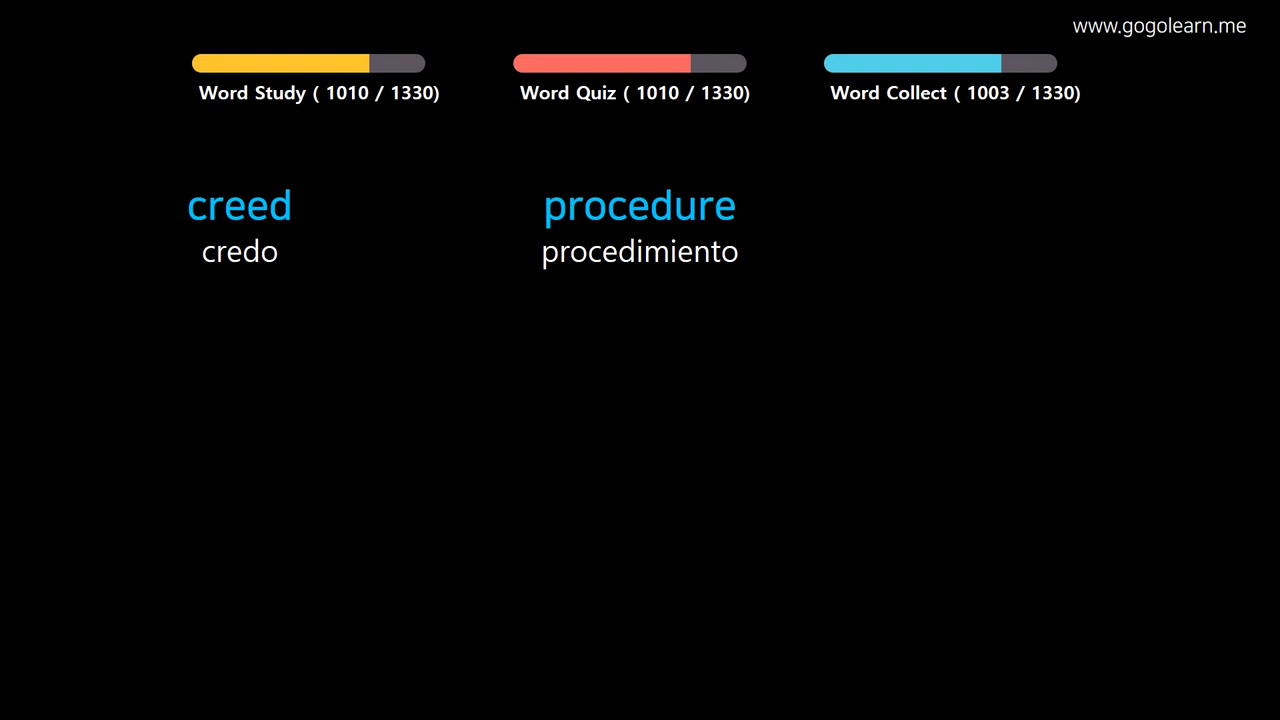 www.gogolearn.me
Word Study ( 1010 / 1330)
Word Quiz ( 1010 / 1330)
Word Collect ( 1003 / 1330)
creed
credo
procedure
procedimiento